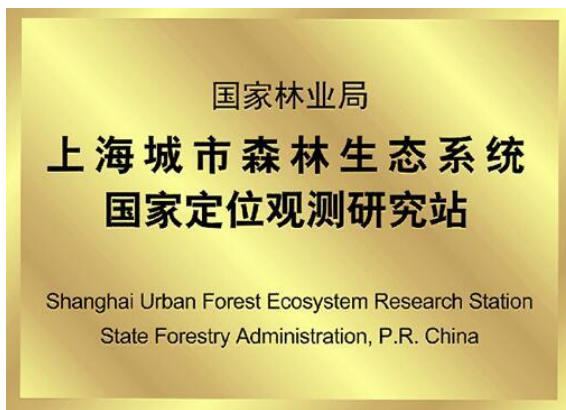 国家林业局
上海城市森林生态系统
国家定位观测研究站
Shanghai Urban Forest Ecosystem Research Station
State Forestry Administration, P.R. China